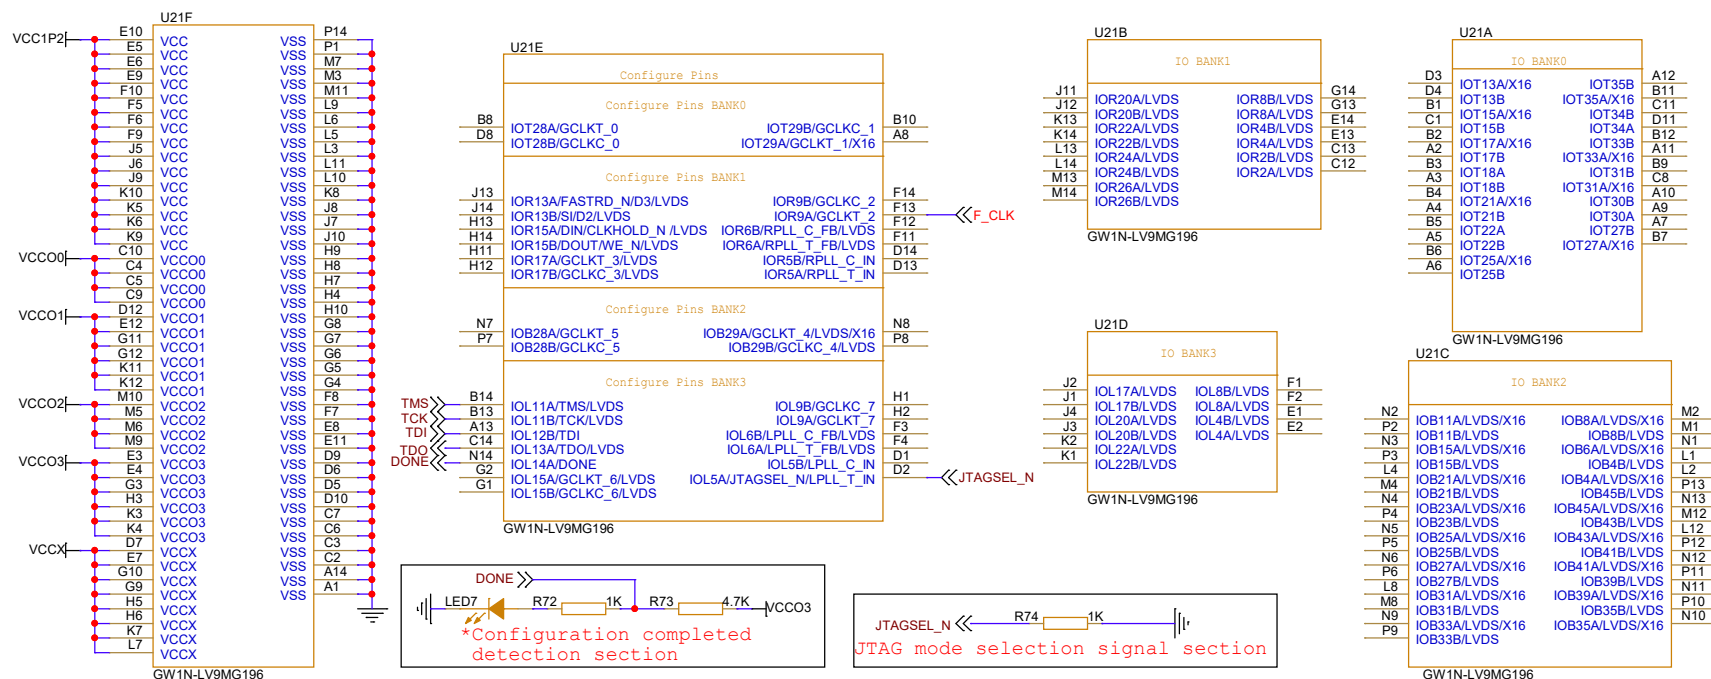 U21F
VCC1P2
E10 VCC VSS P14
E5 VCC VSS P1
E6 VCC VSS M7
E9 VCC VSS M3
F10 VCC VSS M11
F5 VCC VSS L9
F6 VCC VSS L6
F9 VCC VSS L5
J5 VCC VSS L3
J6 VCC VSS L11
J9 VCC VSS L10
K10 VCC VSS K8
K5 VCC VSS J8
K6 VCC VSS J7
K9 VCC VSS J10
VCCO0
C10 VCCO0 VSS H9
C4 VCCO0 VSS H8
C5 VCCO0 VSS H7
C9 VCCO0 VSS H4
VCCO1
D12 VCCO1 VSS H10
E12 VCCO1 VSS G8
G11 VCCO1 VSS G7
G12 VCCO1 VSS G6
K11 VCCO1 VSS G5
K12 VCCO1 VSS G4
VCCO2
M10 VCCO2 VSS F8
M5 VCCO2 VSS F7
M6 VCCO2 VSS E8
M9 VCCO2 VSS E11
VCCO3
E3 VCCO3 VSS D9
E4 VCCO3 VSS D6
G3 VCCO3 VSS D5
H3 VCCO3 VSS D10
K3 VCCO3 VSS C7
K4 VCCO3 VSS C6
VCCX
D7 VCCX VSS C3
E7 VCCX VSS C2
G10 VCCX VSS A14
G9 VCCX VSS A1
H5 VCCX
H6 VCCX
K7 VCCX
L7 VCCX
GW1N-LV9MG196
U21E
Configure Pins
Configure Pins BANK0
B8 IOT28A/GCLKT_0 IOT29B/GCLKC_1 B10
D8 IOT28B/GCLKC_0 IOT29A/GCLKT_1/X16 A8
Configure Pins BANK1
J13 IOR13A/FASTRD_N/D3/LVDS IOR9B/GCLKC_2 F14
J14 IOR13B/SI/D2/LVDS IOR9A/GCLKT_2 F13 F_CLK
H13 IOR15A/DIN/CLKHOLD_N /LVDS IOR6B/RPLL_C_FB/LVDS F12
H14 IOR15B/DOUT/WE_N/LVDS IOR6A/RPLL_T_FB/LVDS F11
H11 IOR17A/GCLKT_3/LVDS IOR5B/RPLL_C_IN D14
H12 IOR17B/GCLKC_3/LVDS IOR5A/RPLL_T_IN D13
Configure Pins BANK2
N7 IOB28A/GCLKT_5 IOB29A/GCLKT_4/LVDS/X16 N8
P7 IOB28B/GCLKC_5 IOB29B/GCLKC_4/LVDS P8
Configure Pins BANK3
TMS B14 IOL11A/TMS/LVDS IOL9B/GCLKC_7 H1
TCK B13 IOL11B/TCK/LVDS IOL9A/GCLKT_7 H2
TDI A13 IOL12B/TDI IOL6B/LPLL_C_FB/LVDS F3
TDO C14 IOL13A/TDO/LVDS IOL6A/LPLL_T_FB/LVDS F4
DONE N14 IOL14A/DONE IOL5B/LPLL_C_IN D1
G2 IOL15A/GCLKT_6/LVDS IOL5A/JTAGSEL_N/LPLL_T_IN D2 JTAGSEL_N
G1 IOL15B/GCLKC_6/LVDS
GW1N-LV9MG196
DONE
LED7 R72 1K R73 4.7K VCCO3
*Configuration completed
detection section
JTAGSEL_N R74 1K
JTAG mode selection signal section
U21B
IO BANK1
J11 IOR20A/LVDS IOR8B/LVDS G14
J12 IOR20B/LVDS IOR8A/LVDS G13
K13 IOR22A/LVDS IOR4B/LVDS E14
K14 IOR22B/LVDS IOR4A/LVDS E13
L13 IOR24A/LVDS IOR2B/LVDS C13
L14 IOR24B/LVDS IOR2A/LVDS C12
M13 IOR26A/LVDS
M14 IOR26B/LVDS
GW1N-LV9MG196
U21D
IO BANK3
J2 IOL17A/LVDS IOL8B/LVDS F1
J1 IOL17B/LVDS IOL8A/LVDS F2
J4 IOL20A/LVDS IOL4B/LVDS E1
J3 IOL20B/LVDS IOL4A/LVDS E2
K2 IOL22A/LVDS
K1 IOL22B/LVDS
GW1N-LV9MG196
U21A
IO BANK0
D3 IOT13A/X16 IOT35B A12
D4 IOT13B IOT35A/X16 B11
B1 IOT15A/X16 IOT34B C11
C1 IOT15B IOT34A D11
B2 IOT17A/X16 IOT33B B12
A2 IOT17B IOT33A/X16 A11
B3 IOT18A IOT31B B9
A3 IOT18B IOT31A/X16 C8
B4 IOT21A/X16 IOT30B A10
A4 IOT21B IOT30A A9
B5 IOT22A IOT27B A7
A5 IOT22B IOT27A/X16 B7
B6 IOT25A/X16
A6 IOT25B
GW1N-LV9MG196
U21C
IO BANK2
N2 IOB11A/LVDS/X16 IOB8A/LVDS/X16 M2
P2 IOB11B/LVDS IOB8B/LVDS M1
N3 IOB15A/LVDS/X16 IOB6A/LVDS/X16 N1
P3 IOB15B/LVDS IOB4B/LVDS L1
L4 IOB21A/LVDS/X16 IOB4A/LVDS/X16 L2
M4 IOB21B/LVDS IOB45B/LVDS P13
N4 IOB23A/LVDS/X16 IOB45A/LVDS/X16 N13
P4 IOB23B/LVDS IOB43B/LVDS M12
N5 IOB25A/LVDS/X16 IOB43A/LVDS/X16 L12
P5 IOB25B/LVDS IOB41B/LVDS P12
N6 IOB27A/LVDS/X16 IOB41A/LVDS/X16 N12
P6 IOB27B/LVDS IOB39B/LVDS P11
L8 IOB31A/LVDS/X16 IOB39A/LVDS/X16 N11
M8 IOB31B/LVDS IOB35B/LVDS P10
N9 IOB33A/LVDS/X16 IOB35A/LVDS/X16 N10
P9 IOB33B/LVDS
GW1N-LV9MG196